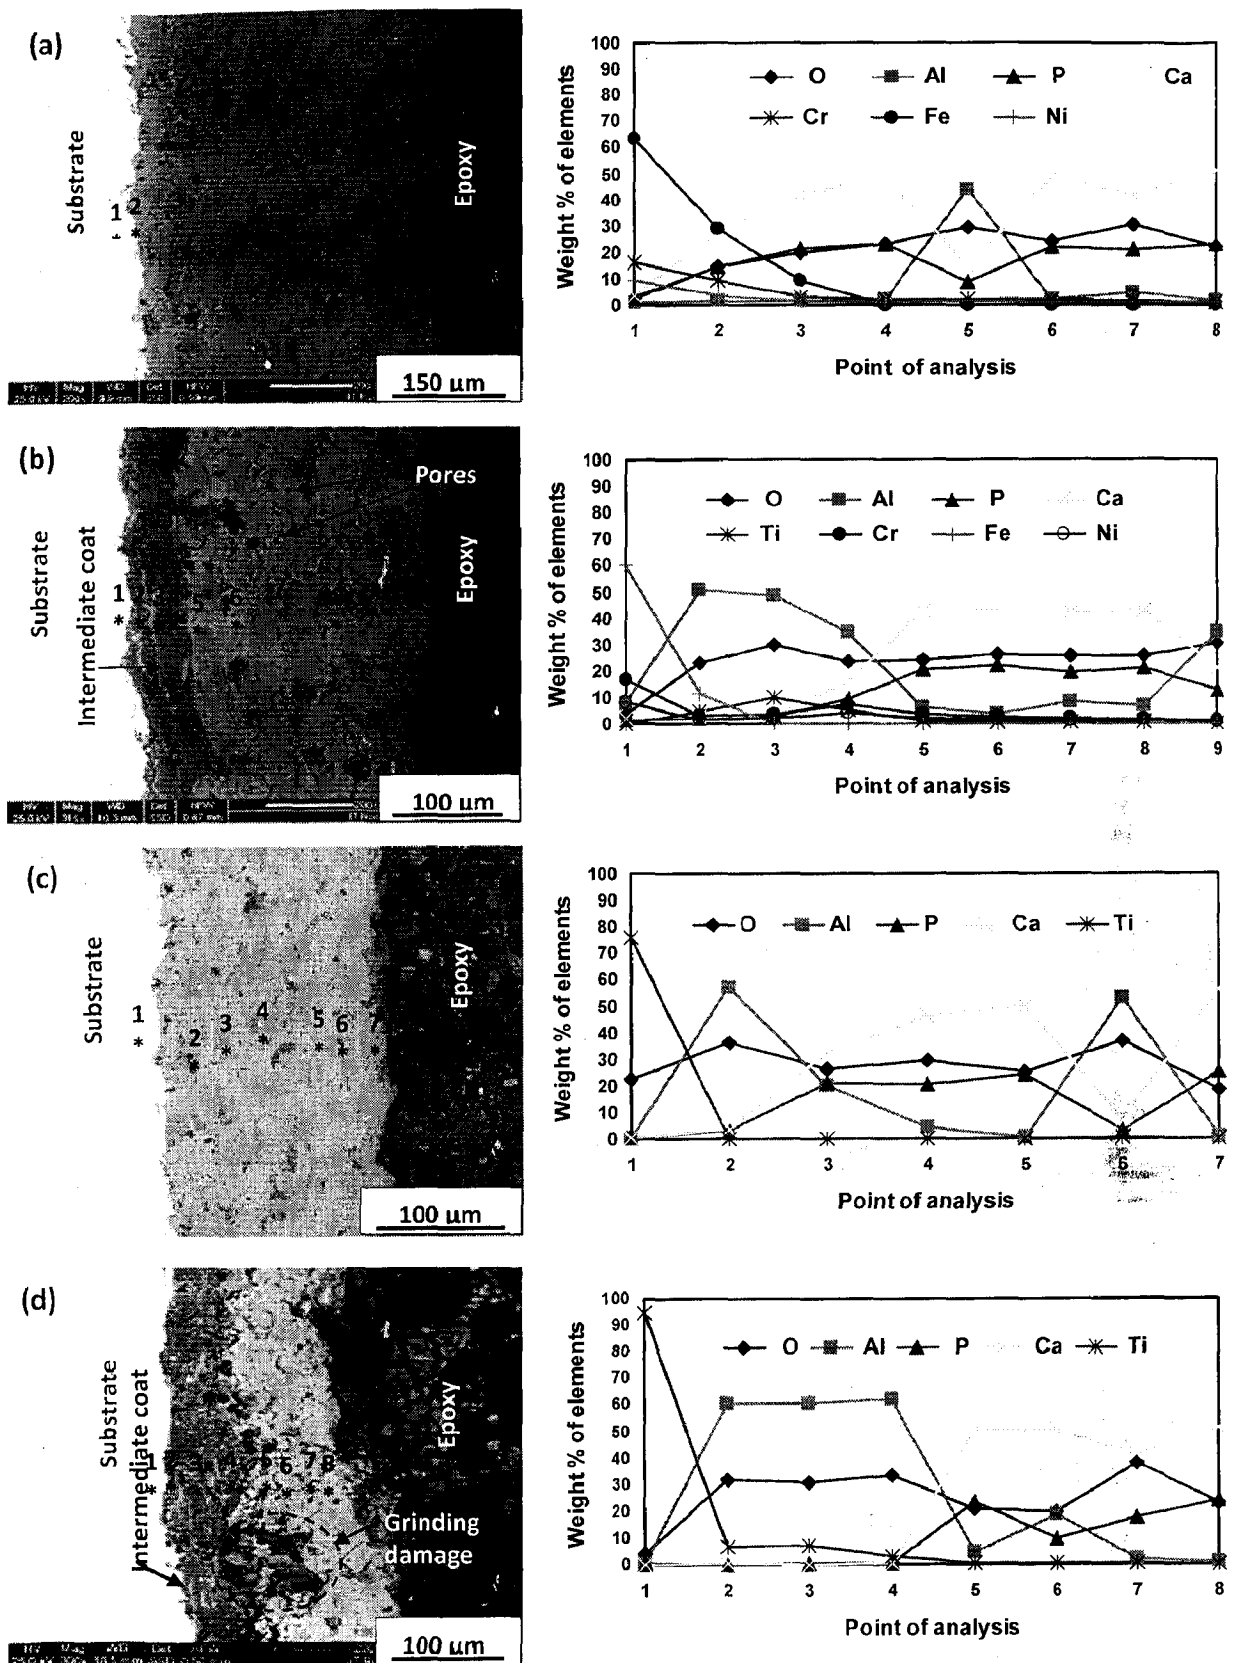 (a)
Substrate
1 2
Epoxy
150 µm
Weight % of elements
100
90
80
70
60
50
40
30
20
10
0
O Al P Ca
Cr Fe Ni
1 2 3 4 5 6 7 8
Point of analysis
(b)
Substrate
Intermediate coat
1
Pores
Epoxy
100 µm
Weight % of elements
100
90
80
70
60
50
40
30
20
10
0
O Al P Ca
Ti Cr Fe Ni
1 2 3 4 5 6 7 8 9
Point of analysis
(c)
Substrate
1 2 3 4 5 6 7
* * * * * * *
Epoxy
100 µm
Weight % of elements
100
90
80
70
60
50
40
30
20
10
0
O Al P Ca Ti
1 2 3 4 5 6 7
Point of analysis
(d)
Substrate
Intermediate coat
1
6 7 8
Epoxy
Grinding
damage
100 µm
Weight % of elements
100
90
80
70
60
50
40
30
20
10
0
O Al P Ca Ti
1 2 3 4 5 6 7 8
Point of analysis